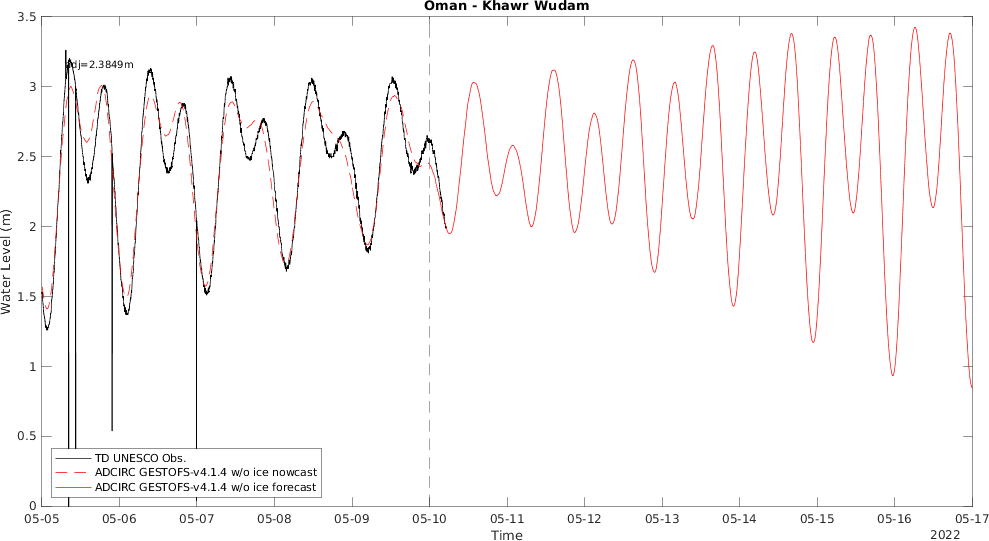 Oman - Khawr Wudam
3.5
3
2.5
2
1.5
1
0.5
0
Water Level (m)
adj=2.3849m
TD UNESCO Obs.
ADCIRC GESTOFS-v4.1.4 w/o ice nowcast
ADCIRC GESTOFS-v4.1.4 w/o ice forecast
05-05 05-06 05-07 05-08 05-09 05-10 05-11 05-12 05-13 05-14 05-15 05-16 05-17
Time
2022